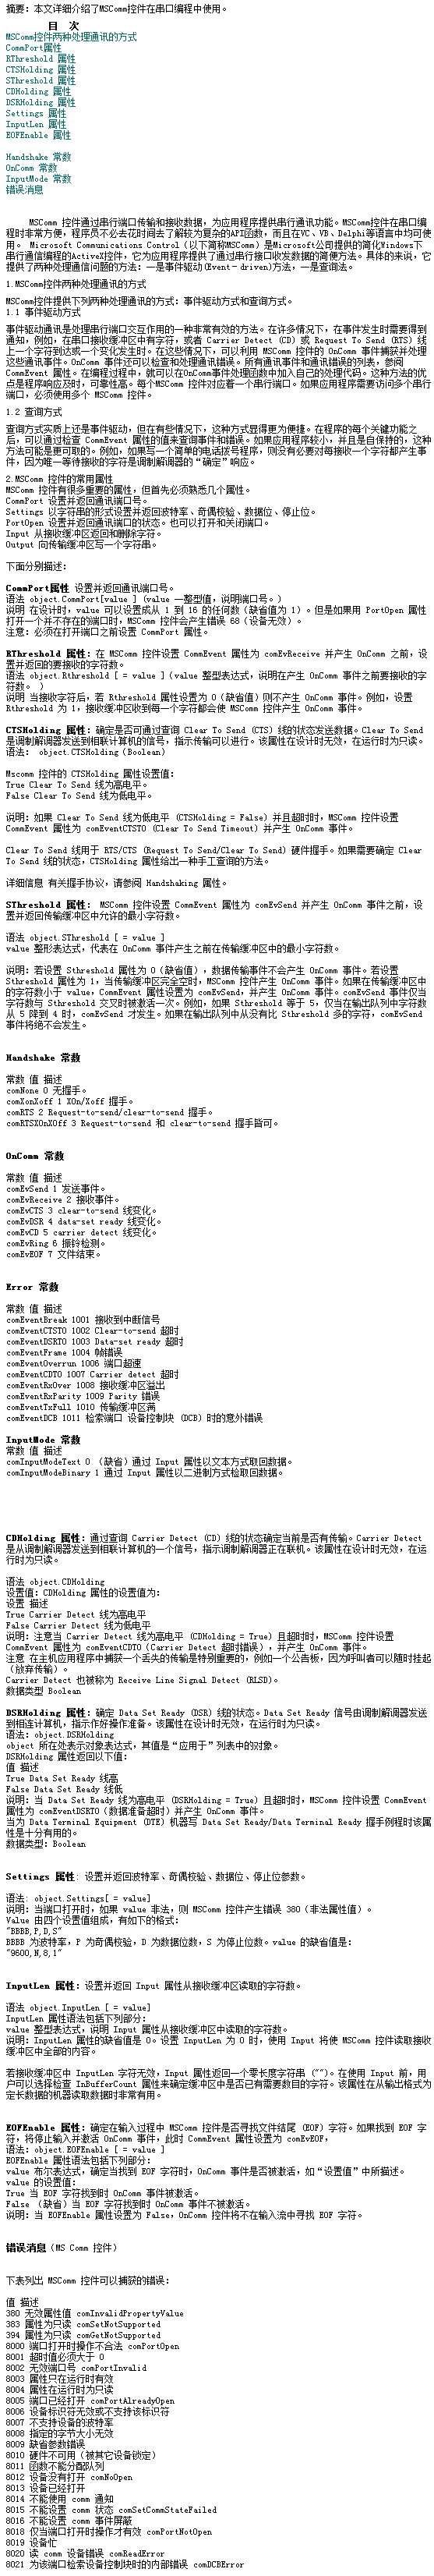 摘要：本文详细介绍了MSComm控件在串口编程中使用。
目 次
MSComm控件两种处理通讯的方式
CommPort属性
RThreshold 属性
CTSHolding 属性
SThreshold 属性
CDHolding 属性
DSRHolding 属性
Settings 属性
InputLen 属性
EOFEnable 属性
Handshake 常数
OnComm 常数
InputMode 常数
错误消息
MSComm 控件通过串行端口传输和接收数据，为应用程序提供串行通讯功能。MSComm控件在串口编
程时非常方便，程序员不必去花时间去了解较为复杂的API函数，而且在VC、VB、Delphi等语言中均可使
用。 Microsoft Communications Control（以下简称MSComm）是Microsoft公司提供的简化Windows下
串行通信编程的ActiveX控件，它为应用程序提供了通过串行接口收发数据的简便方法。具体的来说，它
提供了两种处理通信问题的方法：一是事件驱动(Event－driven)方法，一是查询法。
1.MSComm控件两种处理通讯的方式
MSComm控件提供下列两种处理通讯的方式：事件驱动方式和查询方式。
1.1 事件驱动方式
事件驱动通讯是处理串行端口交互作用的一种非常有效的方法。在许多情况下，在事件发生时需要得到
通知，例如，在串口接收缓冲区中有字符，或者 Carrier Detect (CD) 或 Request To Send (RTS) 线
上一个字符到达或一个变化发生时。在这些情况下，可以利用 MSComm 控件的 OnComm 事件捕获并处理
这些通讯事件。OnComm 事件还可以检查和处理通讯错误。所有通讯事件和通讯错误的列表，参阅
CommEvent 属性。在编程过程中，就可以在OnComm事件处理函数中加入自己的处理代码。这种方法的优
点是程序响应及时，可靠性高。每个MSComm 控件对应着一个串行端口。如果应用程序需要访问多个串行端
口，必须使用多个 MSComm 控件。
1.2 查询方式
查询方式实质上还是事件驱动，但在有些情况下，这种方式显得更为便捷。在程序的每个关键功能之
后，可以通过检查 CommEvent 属性的值来查询事件和错误。如果应用程序较小，并且是自保持的，这种
方法可能是更可取的。例如，如果写一个简单的电话拨号程序，则没有必要对每接收一个字符都产生事
件，因为唯一等待接收的字符是调制解调器的“确定”响应。
2.MSComm 控件的常用属性
MSComm 控件有很多重要的属性，但首先必须熟悉几个属性。
CommPort 设置并返回通讯端口号。
Settings 以字符串的形式设置并返回波特率、奇偶校验、数据位、停止位。
PortOpen 设置并返回通讯端口的状态。也可以打开和关闭端口。
Input 从接收缓冲区返回和删除字符。
Output 向传输缓冲区写一个字符串。
下面分别描述：
CommPort属性 设置并返回通讯端口号。
语法 object.CommPort[value ] (value 一整型值，说明端口号。)
说明 在设计时，value 可以设置成从 1 到 16 的任何数（缺省值为 1）。但是如果用 PortOpen 属性
打开一个并不存在的端口时，MSComm 控件会产生错误 68（设备无效）。
注意：必须在打开端口之前设置 CommPort 属性。
RThreshold 属性：在 MSComm 控件设置 CommEvent 属性为 comEvReceive 并产生 OnComm 之前，设
置并返回的要接收的字符数。
语法 object.Rthreshold [ = value ]（value 整型表达式，说明在产生 OnComm 事件之前要接收的字
符数。 ）
说明 当接收字符后，若 Rthreshold 属性设置为 0（缺省值）则不产生 OnComm 事件。例如，设置
Rthreshold 为 1，接收缓冲区收到每一个字符都会使 MSComm 控件产生 OnComm 事件。
CTSHolding 属性：确定是否可通过查询 Clear To Send (CTS) 线的状态发送数据。Clear To Send
是调制解调器发送到相联计算机的信号，指示传输可以进行。该属性在设计时无效，在运行时为只读。
语法： object.CTSHolding（Boolean）
Mscomm 控件的 CTSHolding 属性设置值：
True Clear To Send 线为高电平。
False Clear To Send 线为低电平。
说明：如果 Clear To Send 线为低电平 (CTSHolding = False) 并且超时时，MSComm 控件设置
CommEvent 属性为 comEventCTSTO (Clear To Send Timeout) 并产生 OnComm 事件。
Clear To Send 线用于 RTS/CTS (Request To Send/Clear To Send) 硬件握手。如果需要确定 Clear
To Send 线的状态，CTSHolding 属性给出一种手工查询的方法。
详细信息 有关握手协议，请参阅 Handshaking 属性。
SThreshold 属性： MSComm 控件设置 CommEvent 属性为 comEvSend 并产生 OnComm 事件之前，设
置并返回传输缓冲区中允许的最小字符数。
语法 object.SThreshold [ = value ]
value 整形表达式，代表在 OnComm 事件产生之前在传输缓冲区中的最小字符数。
说明：若设置 Sthreshold 属性为 0（缺省值），数据传输事件不会产生 OnComm 事件。若设置
Sthreshold 属性为 1，当传输缓冲区完全空时，MSComm 控件产生 OnComm 事件。如果在传输缓冲区中
的字符数小于 value，CommEvent 属性设置为 comEvSend，并产生 OnComm 事件。comEvSend 事件仅当
字符数与 Sthreshold 交叉时被激活一次。例如，如果 Sthreshold 等于 5，仅当在输出队列中字符数
从 5 降到 4 时，comEvSend 才发生。如果在输出队列中从没有比 Sthreshold 多的字符，comEvSend
事件将绝不会发生。
Handshake 常数
常数 值 描述
comNone 0 无握手。
comXonXoff 1 XOn/Xoff 握手。
comRTS 2 Request-to-send/clear-to-send 握手。
comRTSXOnXOff 3 Request-to-send 和 clear-to-send 握手皆可。
OnComm 常数
常数 值 描述
comEvSend 1 发送事件。
comEvReceive 2 接收事件。
comEvCTS 3 clear-to-send 线变化。
comEvDSR 4 data-set ready 线变化。
comEvCD 5 carrier detect 线变化。
comEvRing 6 振铃检测。
comEvEOF 7 文件结束。
Error 常数
常数 值 描述
comEventBreak 1001 接收到中断信号
comEventCTSTO 1002 Clear-to-send 超时
comEventDSRTO 1003 Data-set ready 超时
comEventFrame 1004 帧错误
comEventOverrun 1006 端口超速
comEventCDTO 1007 Carrier detect 超时
comEventRxOver 1008 接收缓冲区溢出
comEventRxParity 1009 Parity 错误
comEventTxFull 1010 传输缓冲区满
comEventDCB 1011 检索端口 设备控制块 (DCB) 时的意外错误
InputMode 常数
常数 值 描述
comInputModeText 0 （缺省）通过 Input 属性以文本方式取回数据。
comInputModeBinary 1 通过 Input 属性以二进制方式检取回数据。
CDHolding 属性：通过查询 Carrier Detect (CD) 线的状态确定当前是否有传输。Carrier Detect
是从调制解调器发送到相联计算机的一个信号，指示调制解调器正在联机。该属性在设计时无效，在运
行时为只读。
语法 object.CDHolding
设置值：CDHolding 属性的设置值为：
设置 描述
True Carrier Detect 线为高电平
False Carrier Detect 线为低电平
说明：注意当 Carrier Detect 线为高电平 (CDHolding = True) 且超时时，MSComm 控件设置
CommEvent 属性为 comEventCDTO（Carrier Detect 超时错误），并产生 OnComm 事件。
注意 在主机应用程序中捕获一个丢失的传输是特别重要的，例如一个公告板，因为呼叫者可以随时挂起
（放弃传输）。
Carrier Detect 也被称为 Receive Line Signal Detect (RLSD)。
数据类型 Boolean
DSRHolding 属性：确定 Data Set Ready (DSR) 线的状态。Data Set Ready 信号由调制解调器发送
到相连计算机，指示作好操作准备。该属性在设计时无效，在运行时为只读。
语法：object.DSRHolding
object 所在处表示对象表达式，其值是“应用于”列表中的对象。
DSRHolding 属性返回以下值：
值 描述
True Data Set Ready 线高
False Data Set Ready 线低
说明：当 Data Set Ready 线为高电平 (DSRHolding = True) 且超时时，MSComm 控件设置 CommEvent
属性为 comEventDSRTO（数据准备超时）并产生 OnComm 事件。
当为 Data Terminal Equipment (DTE) 机器写 Data Set Ready/Data Terminal Ready 握手例程时该属
性是十分有用的。
数据类型：Boolean
Settings 属性：设置并返回波特率、奇偶校验、数据位、停止位参数。
语法: object.Settings[ = value]
说明：当端口打开时，如果 value 非法，则 MSComm 控件产生错误 380（非法属性值）。
Value 由四个设置值组成，有如下的格式：
"BBBB,P,D,S"
BBBB 为波特率，P 为奇偶校验，D 为数据位数，S 为停止位数。value 的缺省值是：
"9600,N,8,1"
InputLen 属性：设置并返回 Input 属性从接收缓冲区读取的字符数。
语法 object.InputLen [ = value]
InputLen 属性语法包括下列部分：
value 整型表达式，说明 Input 属性从接收缓冲区中读取的字符数。
说明：InputLen 属性的缺省值是 0。设置 InputLen 为 0 时，使用 Input 将使 MSComm 控件读取接收
缓冲区中全部的内容。
若接收缓冲区中 InputLen 字符无效，Input 属性返回一个零长度字符串 ("")。在使用 Input 前，用
户可以选择检查 InBufferCount 属性来确定缓冲区中是否已有需要数目的字符。该属性在从输出格式为
定长数据的机器读取数据时非常有用。
EOFEnable 属性：确定在输入过程中 MSComm 控件是否寻找文件结尾 (EOF) 字符。如果找到 EOF 字
符，将停止输入并激活 OnComm 事件，此时 CommEvent 属性设置为 comEvEOF，
语法：object.EOFEnable [ = value ]
EOFEnable 属性语法包括下列部分：
value 布尔表达式，确定当找到 EOF 字符时，OnComm 事件是否被激活，如“设置值”中所描述。
value 的设置值：
True 当 EOF 字符找到时 OnComm 事件被激活。
False （缺省）当 EOF 字符找到时 OnComm 事件不被激活。
说明：当 EOFEnable 属性设置为 False，OnComm 控件将不在输入流中寻找 EOF 字符。
错误消息（MS Comm 控件）
下表列出 MSComm 控件可以捕获的错误：
值 描述
380 无效属性值 comInvalidPropertyValue
383 属性为只读 comSetNotSupported
394 属性为只读 comGetNotSupported
8000 端口打开时操作不合法 comPortOpen
8001 超时值必须大于 0
8002 无效端口号 comPortInvalid
8003 属性只在运行时有效
8004 属性在运行时为只读
8005 端口已经打开 comPortAlreadyOpen
8006 设备标识符无效或不支持该标识符
8007 不支持设备的波特率
8008 指定的字节大小无效
8009 缺省参数错误
8010 硬件不可用（被其它设备锁定）
8011 函数不能分配队列
8012 设备没有打开 comNoOpen
8013 设备已经打开
8014 不能使用 comm 通知
8015 不能设置 comm 状态 comSetCommStateFailed
8016 不能设置 comm 事件屏蔽
8018 仅当端口打开时操作才有效 comPortNotOpen
8019 设备忙
8020 读 comm 设备错误 comReadError
8021 为该端口检索设备控制块时的内部错误 comDCBError